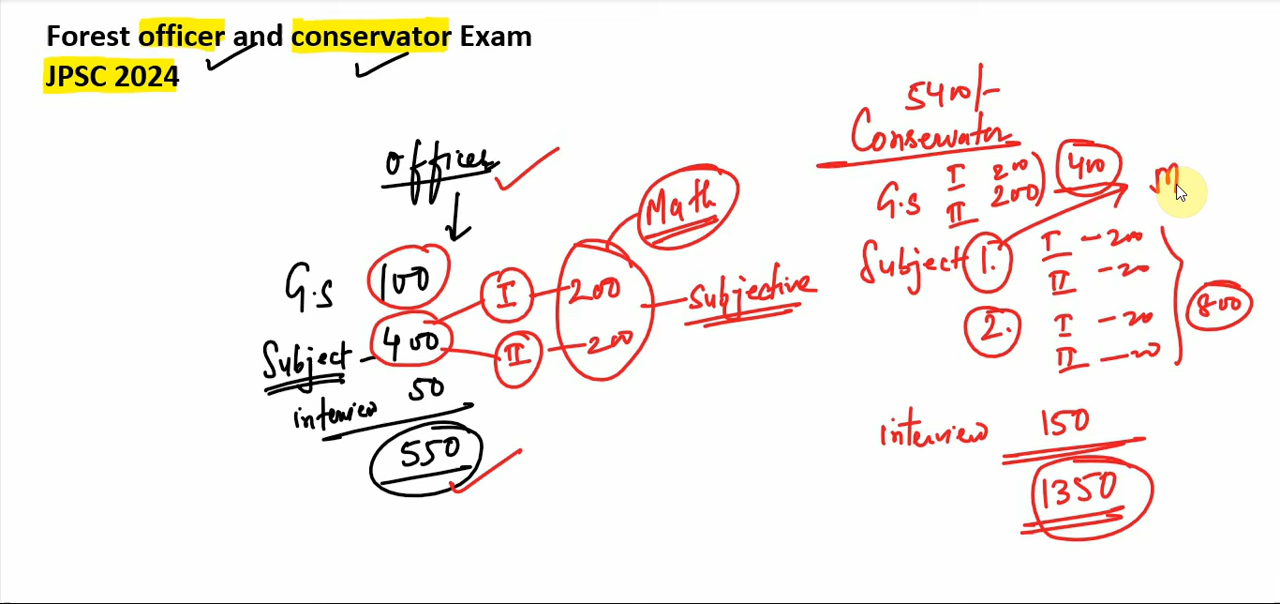 Forest officer and conservator Exam
JPSC 2024
officer
G.s 100
Subject - 400
I - 200
II - 200
Math
Subjective
interview 50
550
5400/-
Conservator
G.s I 200
II 200
400
M
Subject 1. I - 200
II - 200
2. I - 200
II - 200
800
interview 150
1350